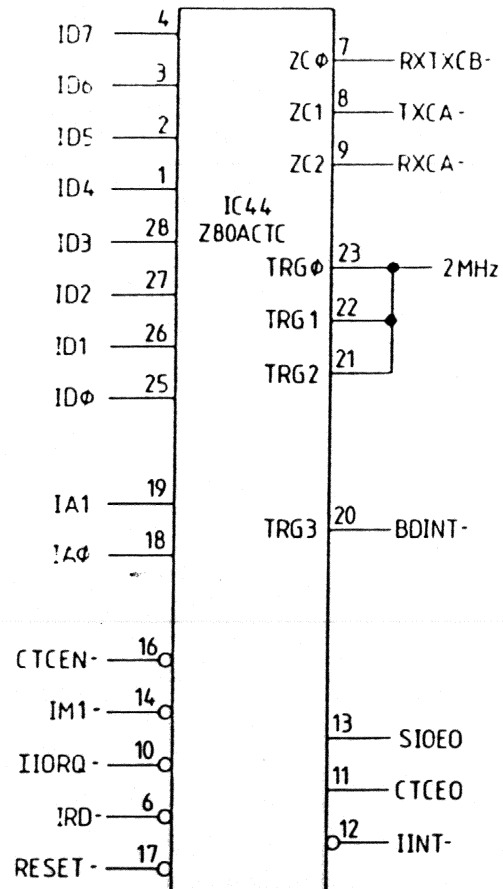 ID7 4
ZCΦ 7 RXTXCB-
ID6 3
ZC1 8 TXCA-
ID5 2
ZC2 9 RXCA-
ID4 1
IC44
Z80ACTC
ID3 28
TRGΦ 23 2MHz
ID2 27
TRG1 22
ID1 26
TRG2 21
IDΦ 25
IA1 19
TRG3 20 BDINT-
IAΦ 18
CTCEN- 16
IM1- 14
13 SIOEO
IIORQ- 10
11 CTCEO
IRD- 6
12 IINT-
RESET- 17